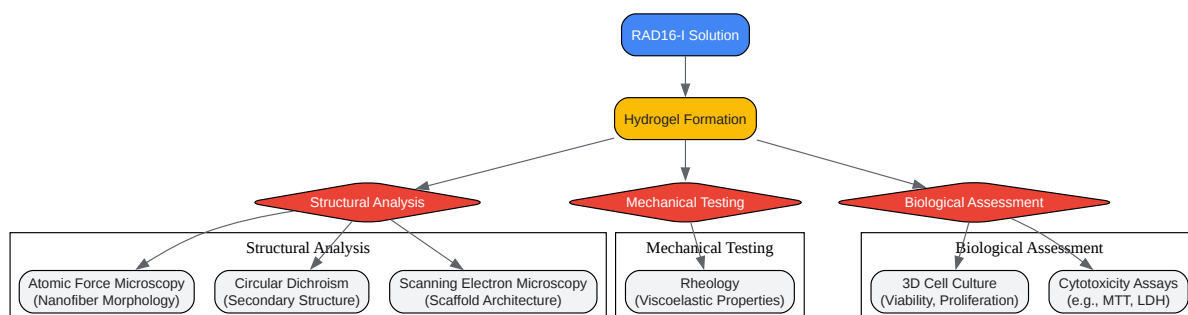 RAD16-I Solution
Hydrogel Formation
Structural Analysis
Mechanical Testing
Biological Assessment
Structural Analysis
Mechanical Testing
Biological Assessment
Atomic Force Microscopy
(Nanofiber Morphology)
Circular Dichroism
(Secondary Structure)
Scanning Electron Microscopy
(Scaffold Architecture)
Rheology
(Viscoelastic Properties)
3D Cell Culture
(Viability, Proliferation)
Cytotoxicity Assays
(e.g., MTT, LDH)